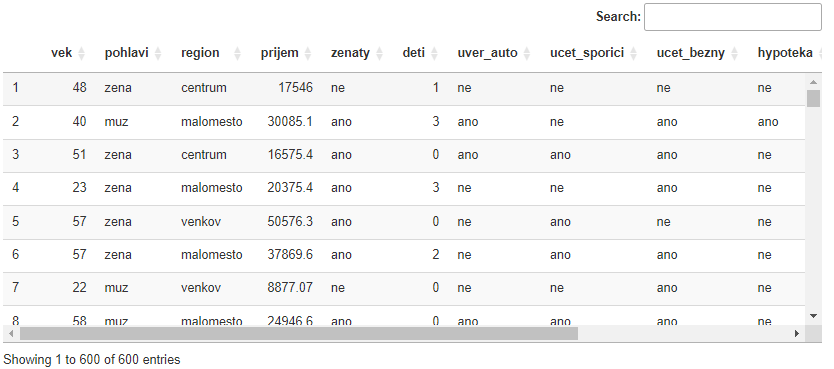 Search:
vek pohlavi region prijem zenaty deti uver_auto ucet_sporici ucet_bezny hypoteka
1 48 zena centrum 17546 ne 1 ne ne ne ne
2 40 muz malomesto 30085.1 ano 3 ano ne ano ano
3 51 zena centrum 16575.4 ano 0 ano ano ano ne
4 23 zena malomesto 20375.4 ano 3 ne ne ano ne
5 57 zena venkov 50576.3 ano 0 ne ano ne ne
6 57 zena malomesto 37869.6 ano 2 ne ano ano ne
7 22 muz venkov 8877.07 ne 0 ne ne ano ne
8 58 muz malomesto 24946.6 ano 0 ano ano ano ne
Showing 1 to 600 of 600 entries